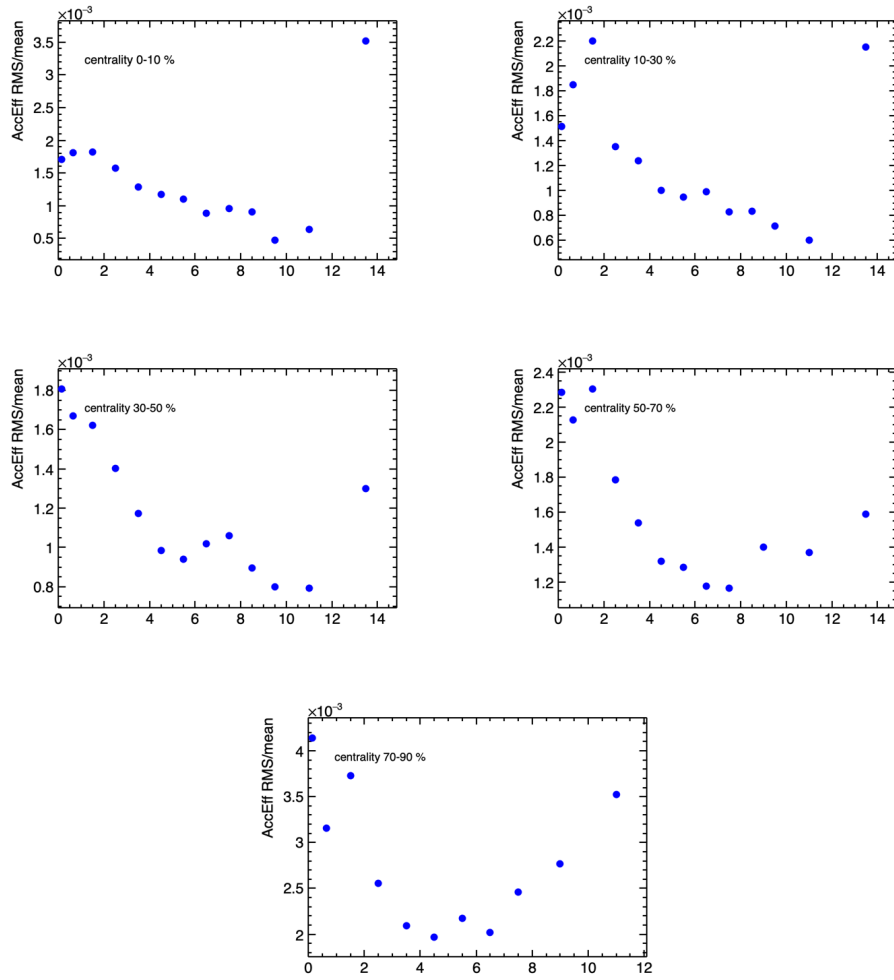 ×10⁻³
AccEff RMS/mean
centrality 0-10 %
3.5
3
2.5
2
1.5
1
0.5
0 2 4 6 8 10 12 14
×10⁻³
AccEff RMS/mean
centrality 10-30 %
2.2
2
1.8
1.6
1.4
1.2
1
0.8
0.6
0 2 4 6 8 10 12 14
×10⁻³
AccEff RMS/mean
centrality 30-50 %
1.8
1.6
1.4
1.2
1
0.8
0 2 4 6 8 10 12 14
×10⁻³
AccEff RMS/mean
centrality 50-70 %
2.4
2.2
2
1.8
1.6
1.4
1.2
0 2 4 6 8 10 12 14
×10⁻³
AccEff RMS/mean
centrality 70-90 %
4
3.5
3
2.5
2
0 2 4 6 8 10 12